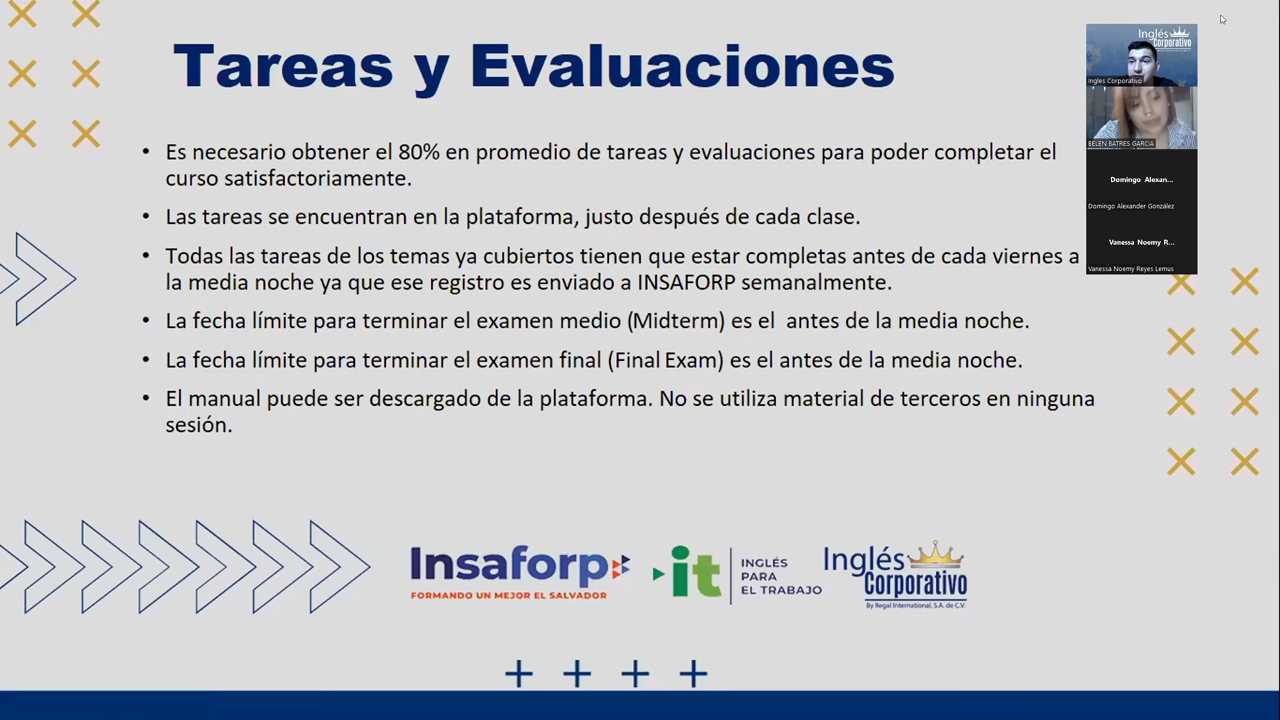 Tareas y Evaluaciones
• Es necesario obtener el 80% en promedio de tareas y evaluaciones para poder completar el
curso satisfactoriamente.
• Las tareas se encuentran en la plataforma, justo después de cada clase.
• Todas las tareas de los temas ya cubiertos tienen que estar completas antes de cada viernes a
la media noche ya que ese registro es enviado a INSAFORP semanalmente.
• La fecha límite para terminar el examen medio (Midterm) es el  antes de la media noche.
• La fecha límite para terminar el examen final (Final Exam) es el antes de la media noche.
• El manual puede ser descargado de la plataforma. No se utiliza material de terceros en ninguna
sesión.
Inglés
Corporativo
Ingles Corporativo
BELEN BATRES GARCIA
Domingo Alexan...
Domingo Alexander González
Vanessa Noemy R...
Vanessa Noemy Reyes Lemus
Insaforp
FORMANDO UN MEJOR EL SALVADOR
it
INGLÉS
PARA
EL TRABAJO
Inglés
Corporativo
By Regal International, S.A. de C.V.